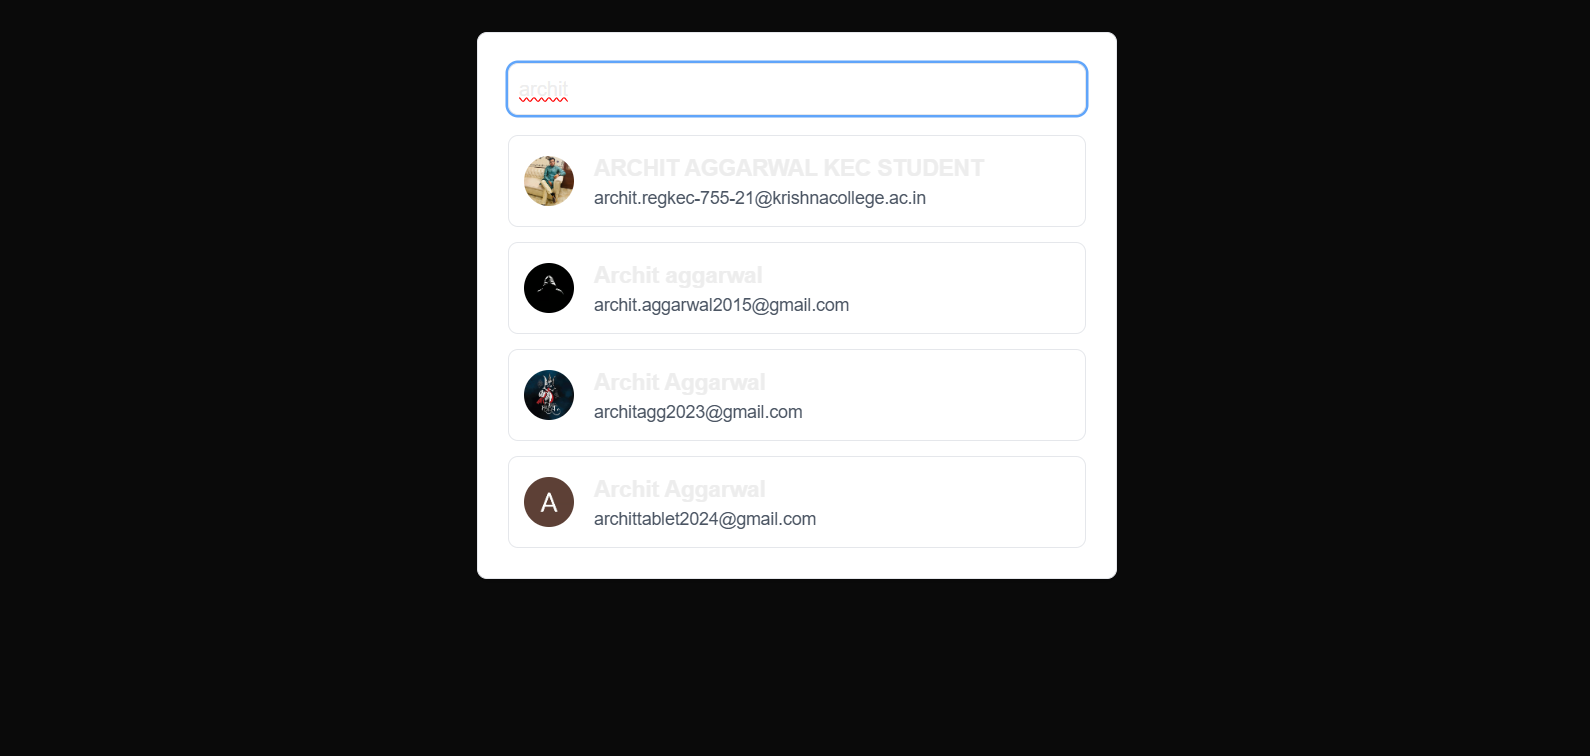 archit
ARCHIT AGGARWAL KEC STUDENT
archit.regkec-755-21@krishnacollege.ac.in
Archit aggarwal
archit.aggarwal2015@gmail.com
Archit Aggarwal
architagg2023@gmail.com
A
Archit Aggarwal
archittablet2024@gmail.com